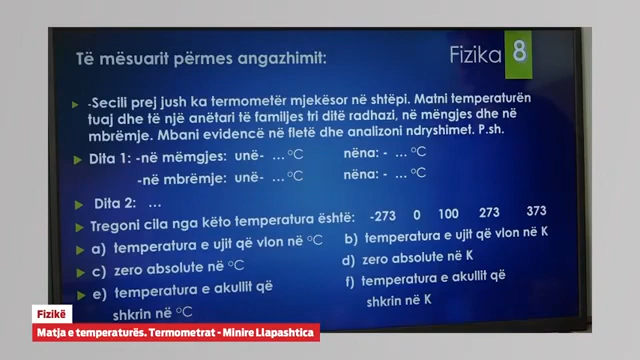 Të mësuarit përmes angazhimit:
Fizika 8
-Secili prej jush ka termometër mjekësor në shtëpi. Matni temperaturën
tuaj dhe të një anëtari të familjes tri ditë radhazi, në mëngjes dhe në
mbrëmje. Mbani evidencë në fletë dhe analizoni ndryshimet. P.sh.
Dita 1: -në mëmgjes: unë- ... °C nëna: - ... °C
-në mbrëmje: unë- ... °C nëna: - ... °C
Dita 2: ...
Tregoni cila nga këto temperatura është: -273 0 100 273 373
a) temperatura e ujit që vlon në °C b) temperatura e ujit që vlon në K
c) zero absolute në °C d) zero absolute në K
e) temperatura e akullit që f) temperatura e akullit që
shkrin në °C shkrin në K
Fizikë
Matja e temperaturës. Termometrat - Minire Llapashtica